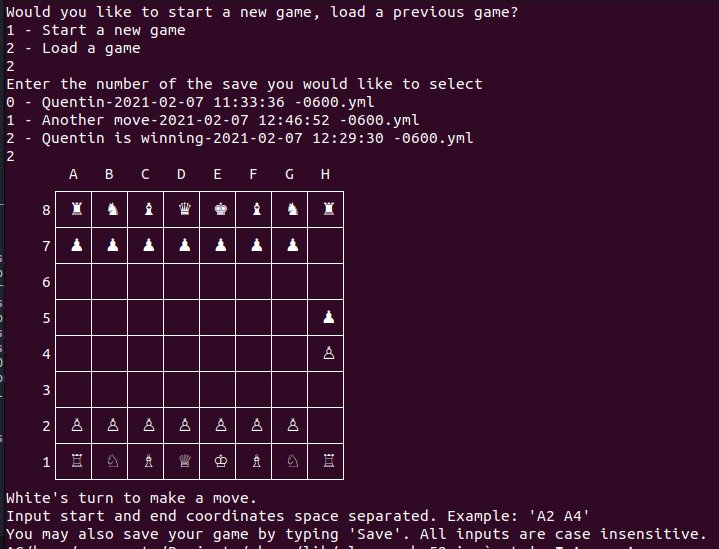 Would you like to start a new game, load a previous game?
1 - Start a new game
2 - Load a game
2
Enter the number of the save you would like to select
0 - Quentin-2021-02-07 11:33:36 -0600.yml
1 - Another move-2021-02-07 12:46:52 -0600.yml
2 - Quentin is winning-2021-02-07 12:29:30 -0600.yml
2
A B C D E F G H
8 ♜ ♞ ♝ ♛ ♚ ♝ ♞ ♜
7 ♟ ♟ ♟ ♟ ♟ ♟ ♟
6
5 ♟
4 ♙
3
2 ♙ ♙ ♙ ♙ ♙ ♙ ♙
1 ♖ ♘ ♗ ♕ ♔ ♗ ♘ ♖
White's turn to make a move.
Input start and end coordinates space separated. Example: 'A2 A4'
You may also save your game by typing 'Save'. All inputs are case insensitive.